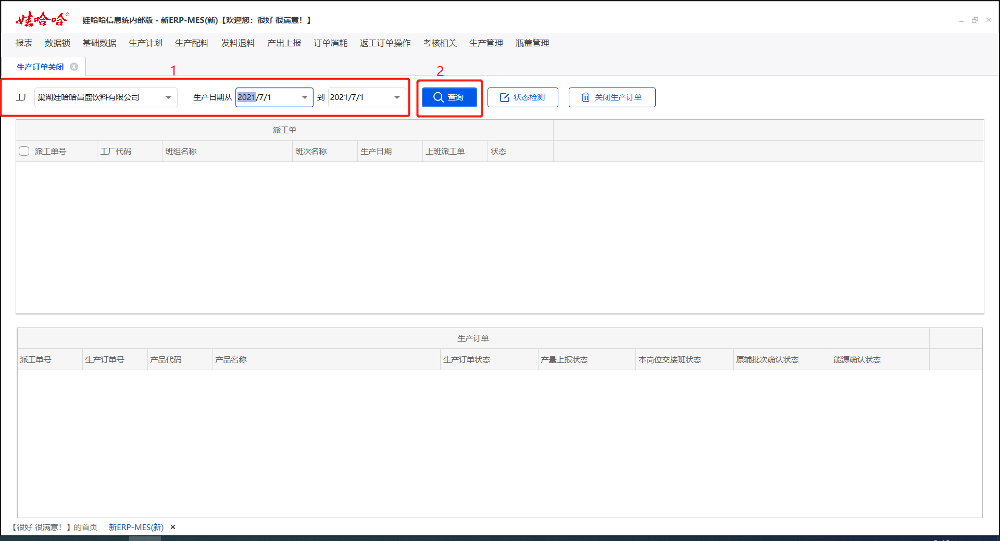 娃哈哈®
娃哈哈信息统内部版 - 新ERP-MES(新)【欢迎您：很好 很满意！】
报表 数据锁 基础数据 生产计划 生产配料 发料退料 产出上报 订单消耗 返工订单操作 考核相关 生产管理 瓶盖管理
生产订单关闭
1 2
工厂 巢湖娃哈哈昌盛饮料有限公司 生产日期从 2021/7/1 到 2021/7/1 查询 状态检测 关闭生产订单
派工单
派工单号 工厂代码 班组名称 班次名称 生产日期 上班派工单 状态
生产订单
派工单号 生产订单号 产品代码 产品名称 生产订单状态 产量上报状态 本岗位交接班状态 原辅批次确认状态 能源确认状态
【很好 很满意！】的首页 新ERP-MES(新) ×